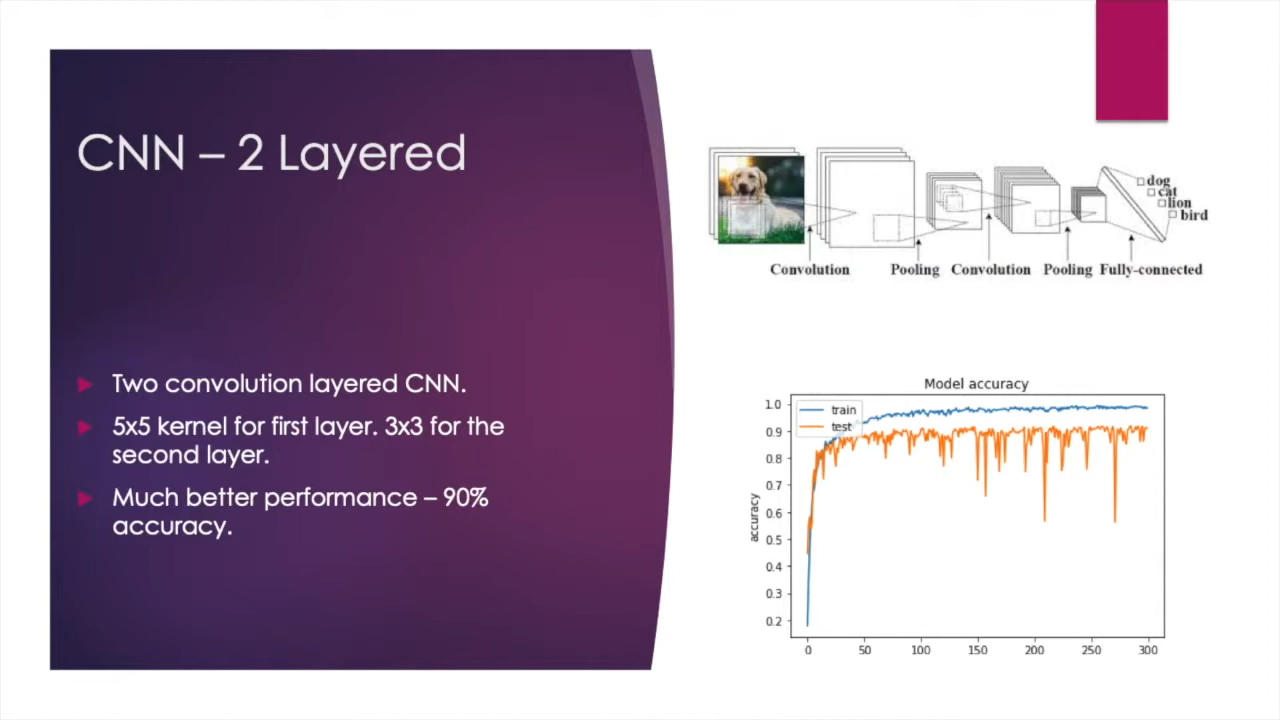 CNN – 2 Layered
Two convolution layered CNN.
5x5 kernel for first layer. 3x3 for the
second layer.
Much better performance – 90%
accuracy.
dog
cat
lion
bird
Convolution Pooling Convolution Pooling Fully-connected
Model accuracy
train
test
accuracy
1.0
0.9
0.8
0.7
0.6
0.5
0.4
0.3
0.2
0 50 100 150 200 250 300